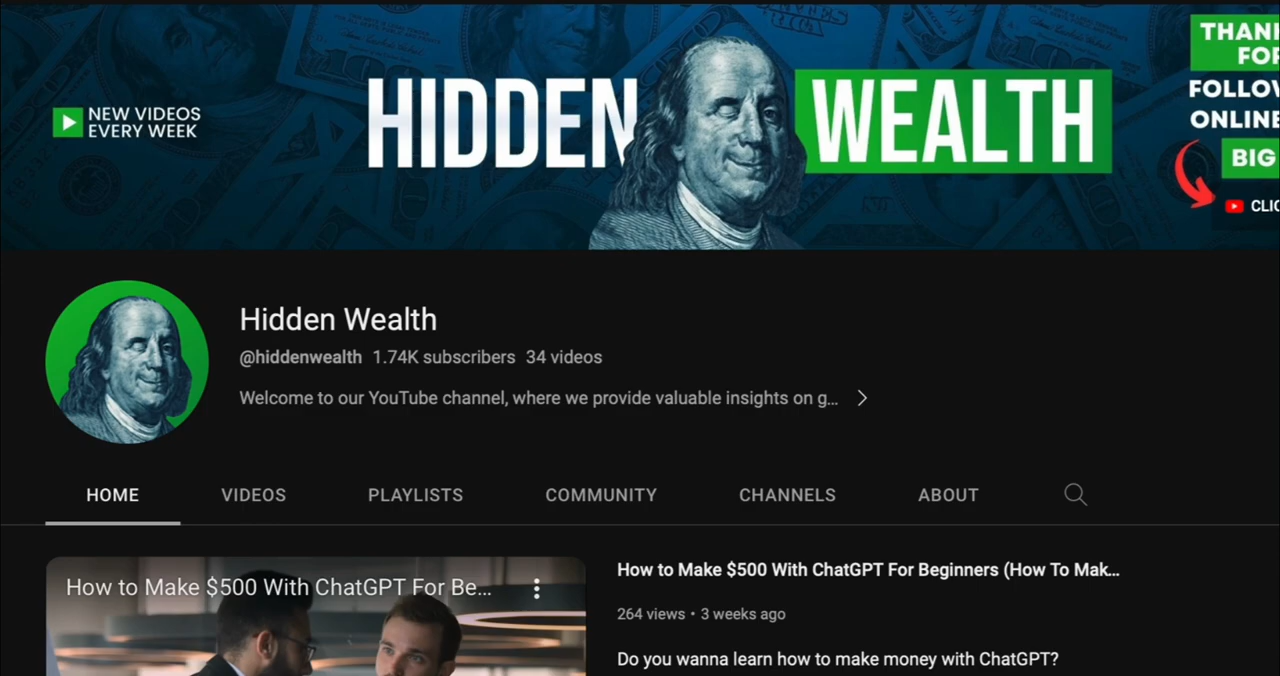 NEW VIDEOS
EVERY WEEK
HIDDEN WEALTH
FOR
BIG
Hidden Wealth
@hiddenwealth 1.74K subscribers 34 videos
Welcome to our YouTube channel, where we provide valuable insights on g...
HOME VIDEOS PLAYLISTS COMMUNITY CHANNELS ABOUT
How to Make $500 With ChatGPT For Be...
How to Make $500 With ChatGPT For Beginners (How To Mak...
264 views • 3 weeks ago
Do you wanna learn how to make money with ChatGPT?